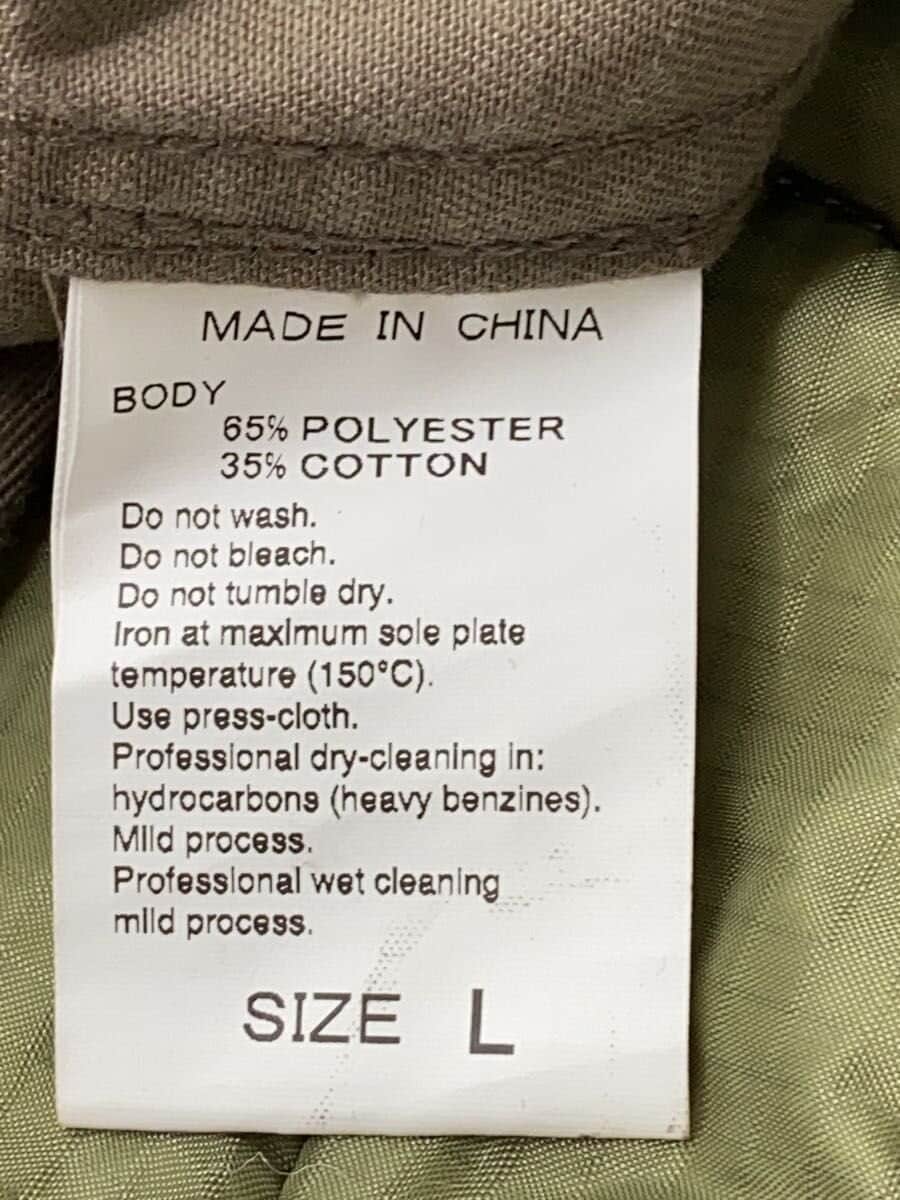 MADE IN CHINA
BODY
65% POLYESTER
35% COTTON
Do not wash.
Do not bleach.
Do not tumble dry.
Iron at maximum sole plate
temperature (150°C).
Use press-cloth.
Professional dry-cleaning in:
hydrocarbons (heavy benzines).
Mild process.
Professional wet cleaning
mild process.
SIZE L